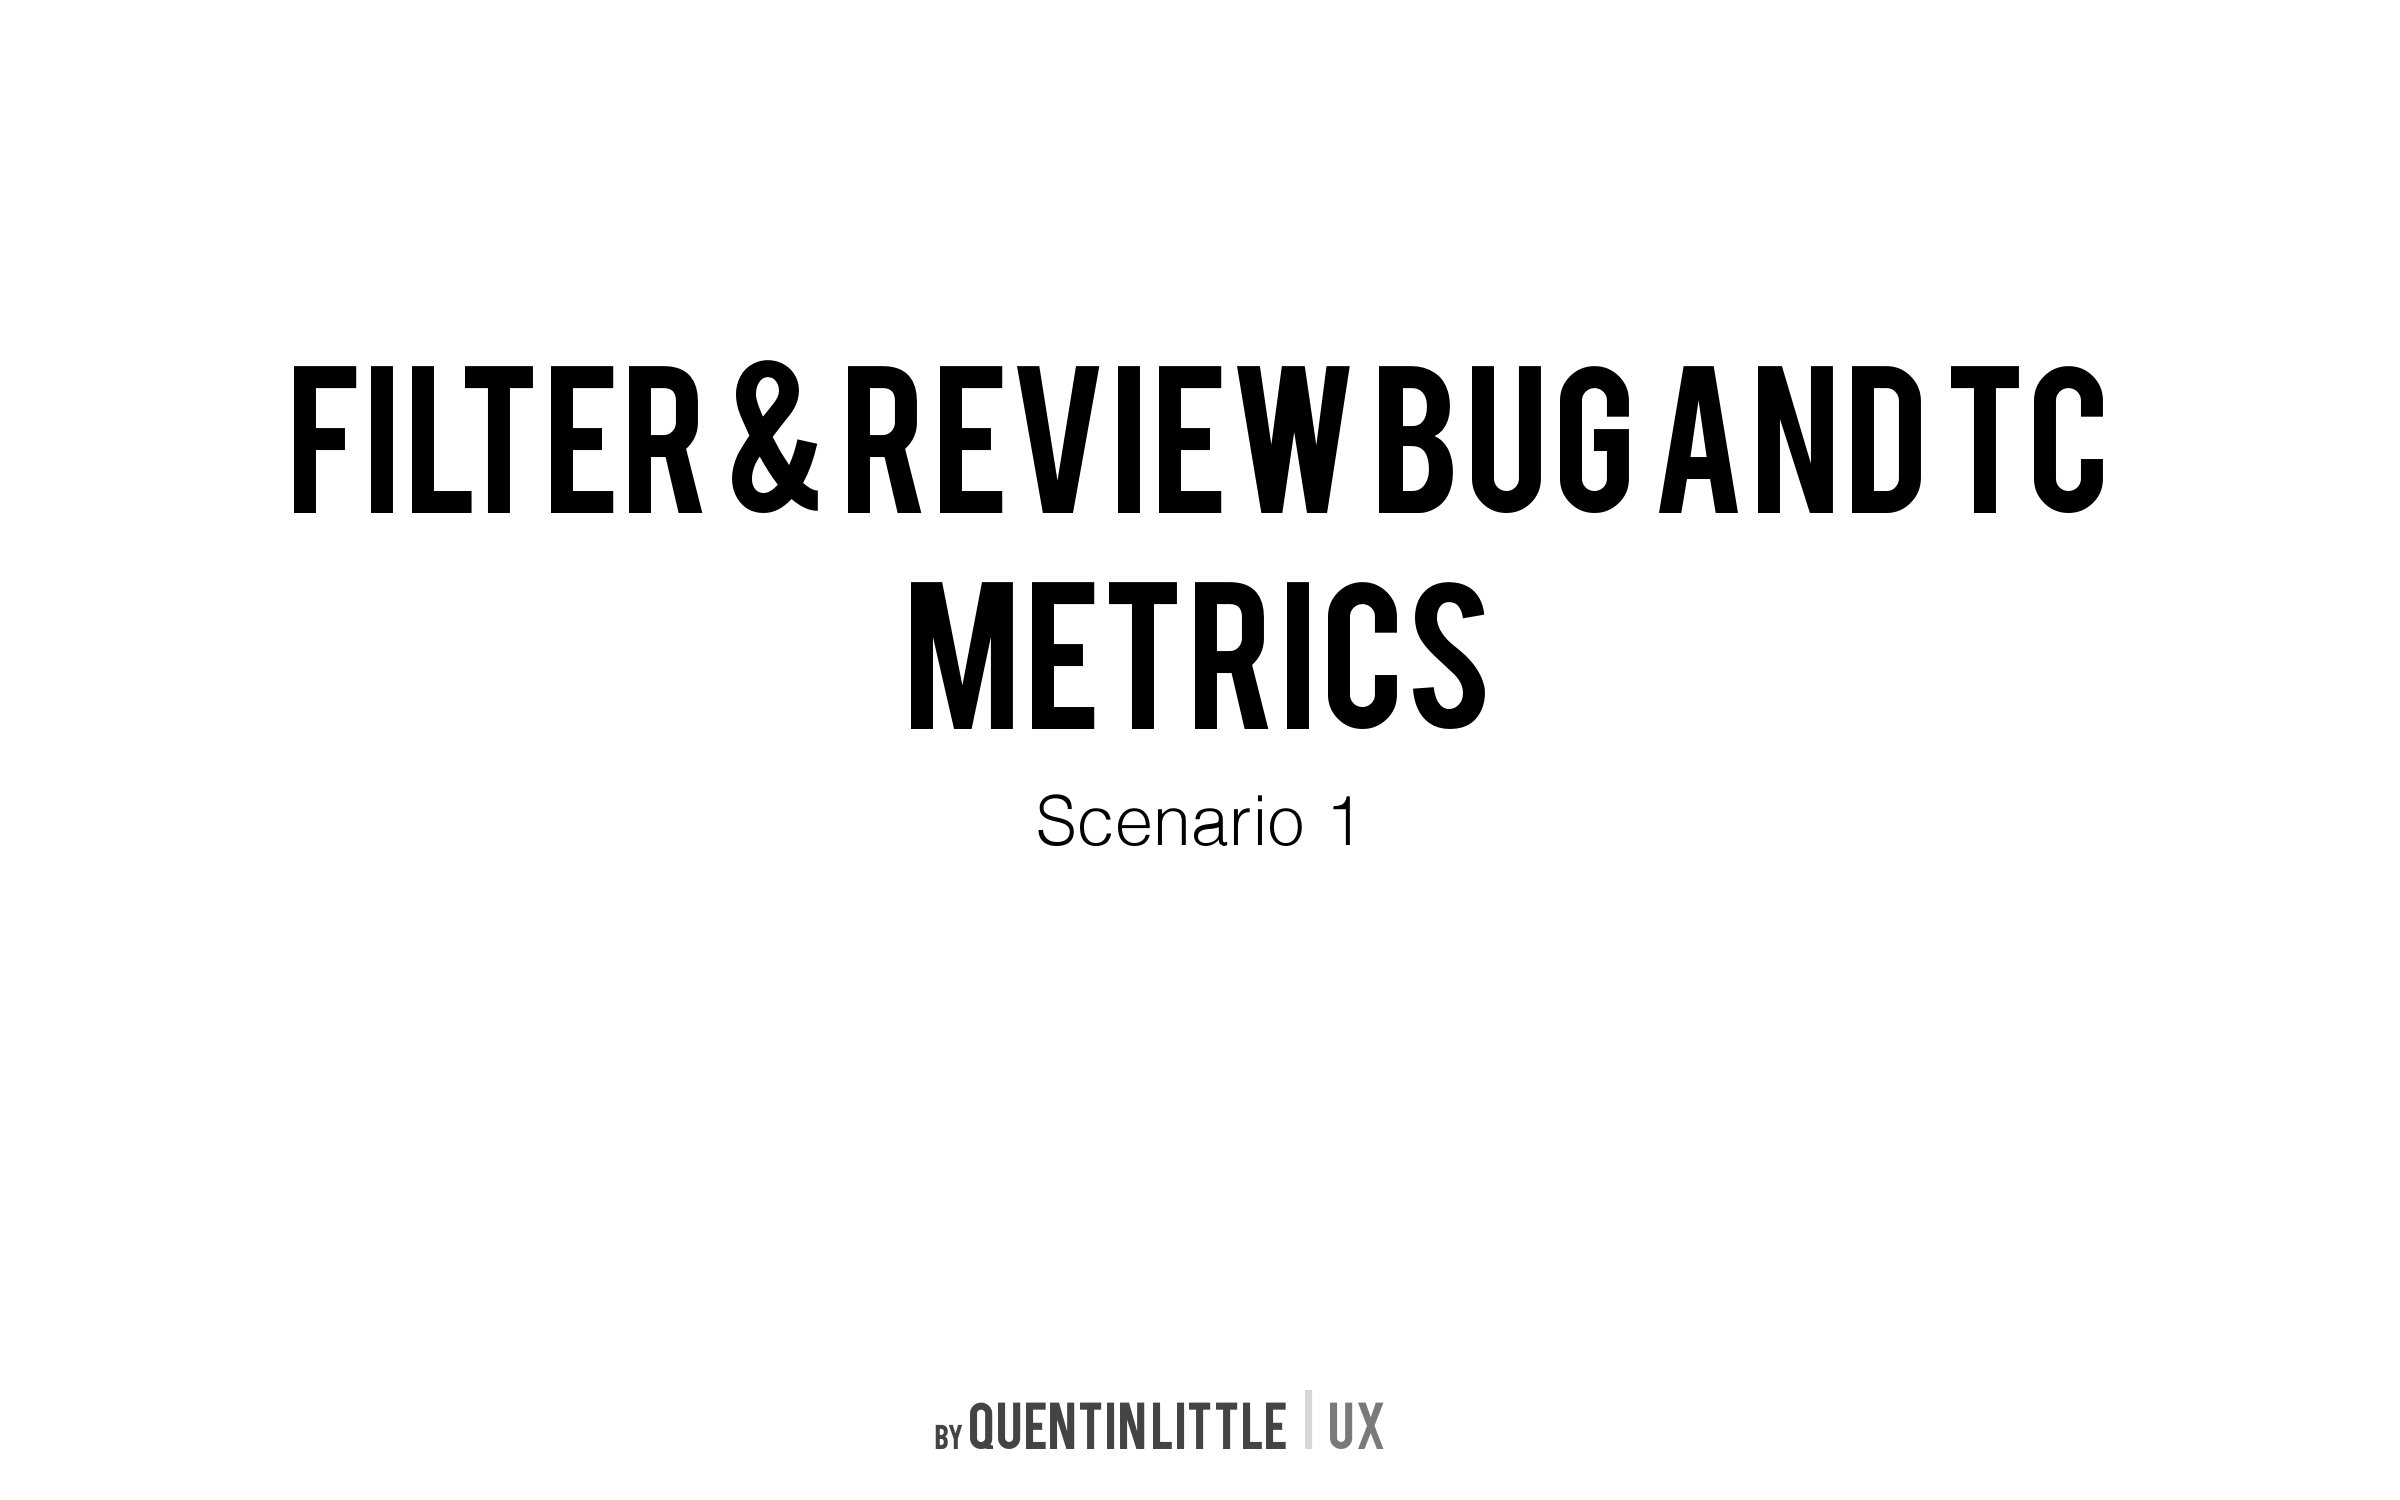 FILTER & REVIEW BUG AND TC
METRICS
Scenario 1
BY QUENTINLITTLE | UX